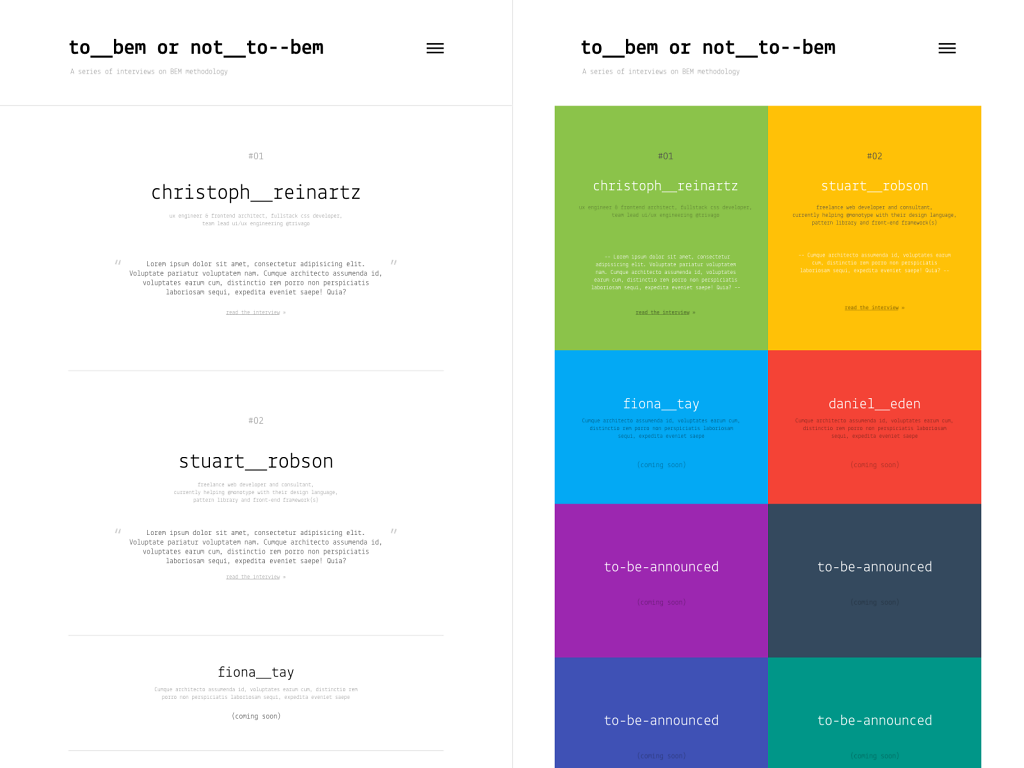 to__bem or not__to--bem
A series of interviews on BEM methodology
#01
christoph__reinartz
ux engineer & frontend architect, fullstack css developer,
team lead ui/ux engineering @trivago
“ Lorem ipsum dolor sit amet, consectetur adipisicing elit. ”
Voluptate pariatur voluptatem nam. Cumque architecto assumenda id,
voluptates earum cum, distinctio rem porro non perspiciatis
laboriosam sequi, expedita eveniet saepe! Quia?
read the interview »
#02
stuart__robson
freelance web developer and consultant,
currently helping @monotype with their design language,
pattern library and front-end framework(s)
“ Lorem ipsum dolor sit amet, consectetur adipisicing elit. ”
Voluptate pariatur voluptatem nam. Cumque architecto assumenda id,
voluptates earum cum, distinctio rem porro non perspiciatis
laboriosam sequi, expedita eveniet saepe! Quia?
read the interview »
fiona__tay
Cumque architecto assumenda id, voluptates earum cum, distinctio rem
porro non perspiciatis laboriosam sequi, expedita eveniet saepe
(coming soon)
to__bem or not__to--bem
A series of interviews on BEM methodology
#01
christoph__reinartz
ux engineer & frontend architect, fullstack css developer,
team lead ui/ux engineering @trivago
-- Lorem ipsum dolor sit amet, consectetur
adipisicing elit. Voluptate pariatur voluptatem
nam. Cumque architecto assumenda id, voluptates
earum cum, distinctio rem porro non perspiciatis
laboriosam sequi, expedita eveniet saepe! Quia? --
read the interview »
#02
stuart__robson
freelance web developer and consultant,
currently helping @monotype with their design language,
pattern library and front-end framework(s)
-- Cumque architecto assumenda id, voluptates earum
cum, distinctio rem porro non perspiciatis
laboriosam sequi, expedita eveniet saepe! Quia? --
read the interview »
fiona__tay
Cumque architecto assumenda id, voluptates earum cum,
distinctio rem porro non perspiciatis laboriosam
sequi, expedita eveniet saepe
(coming soon)
daniel__eden
Cumque architecto assumenda id, voluptates earum cum,
distinctio rem porro non perspiciatis laboriosam
sequi, expedita eveniet saepe
(coming soon)
to-be-announced
(coming soon)
to-be-announced
(coming soon)
to-be-announced
(coming soon)
to-be-announced
(coming soon)